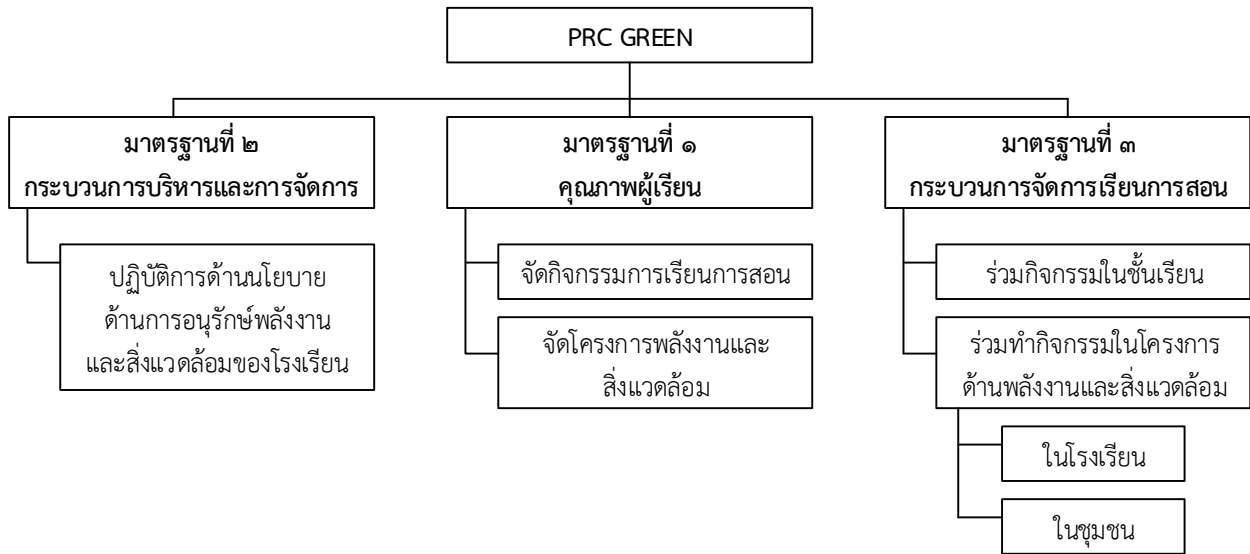 PRC GREEN
มาตรฐานที่ ๒
กระบวนการบริหารและการจัดการ
ปฏิบัติการด้านนโยบาย
ด้านการอนุรักษ์พลังงาน
และสิ่งแวดล้อมของโรงเรียน
มาตรฐานที่ ๑
คุณภาพผู้เรียน
จัดกิจกรรมการเรียนการสอน
จัดโครงการพลังงานและ
สิ่งแวดล้อม
มาตรฐานที่ ๓
กระบวนการจัดการเรียนการสอน
ร่วมกิจกรรมในชั้นเรียน
ร่วมทำกิจกรรมในโครงการ
ด้านพลังงานและสิ่งแวดล้อม
ในโรงเรียน
ในชุมชน